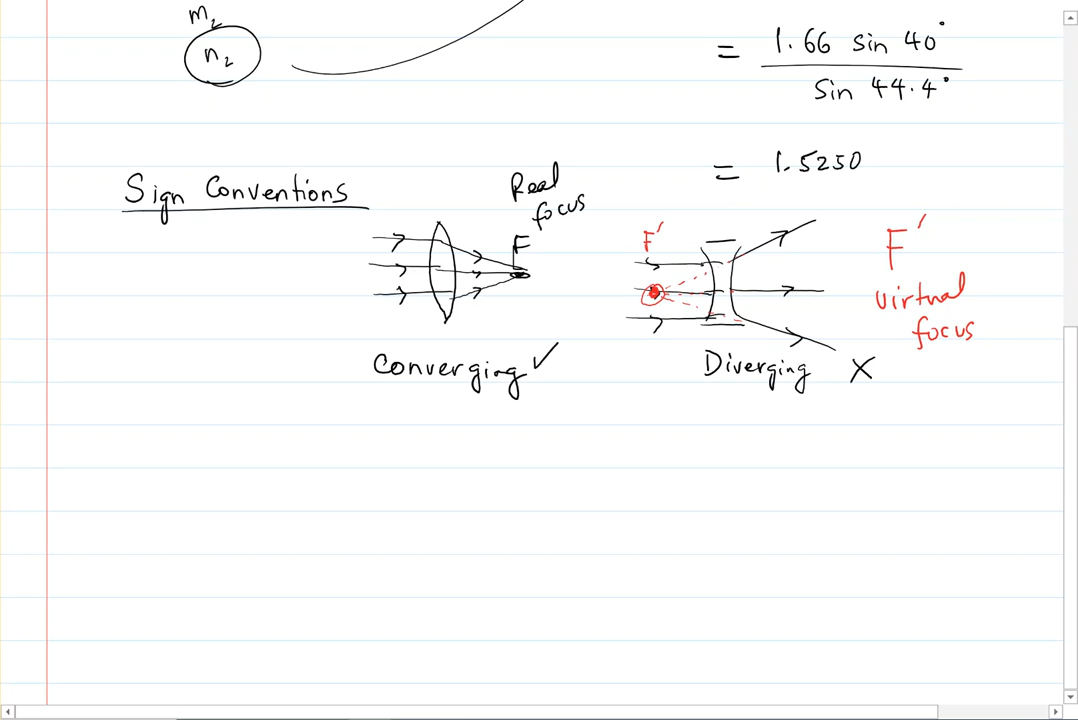 m₂
n₂
= 1.66 sin 40°
sin 44.4°
= 1.5250
Sign Conventions
Real
focus
F
F′
F′
virtual
focus
Converging ✓
Diverging X